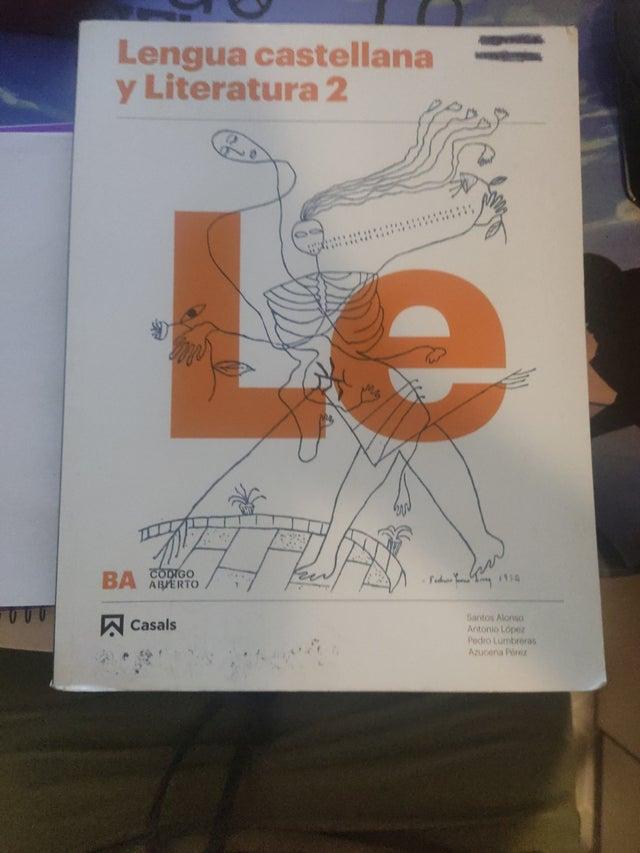 Lengua castellana
y Literatura 2
Le
BA CÓDIGO
ABIERTO
Casals
Santos Alonso
Antonio López
Pedro Lumbreras
Azucena Pérez